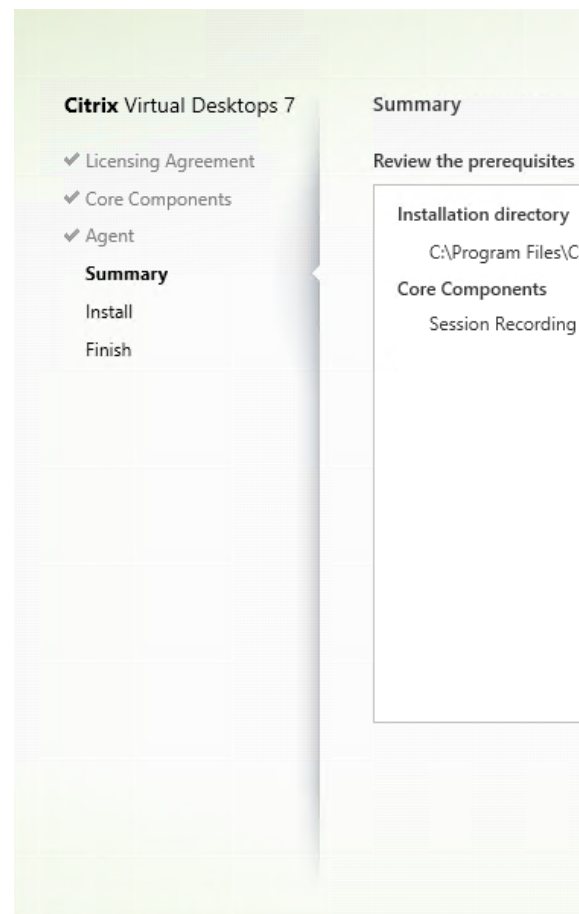 Citrix Virtual Desktops 7
Licensing Agreement
Core Components
Agent
Summary
Install
Finish
Summary
Review the prerequisites
Installation directory
C:\Program Files\C
Core Components
Session Recording